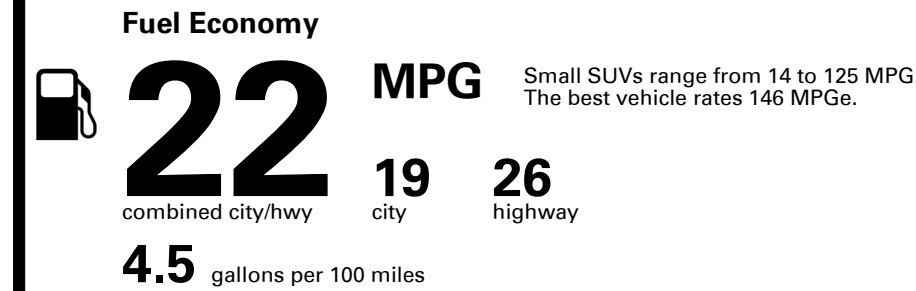 Fuel Economy
22 MPG
Small SUVs range from 14 to 125 MPG
The best vehicle rates 146 MPGe.
19 26
combined city/hwy city highway
4.5 gallons per 100 miles